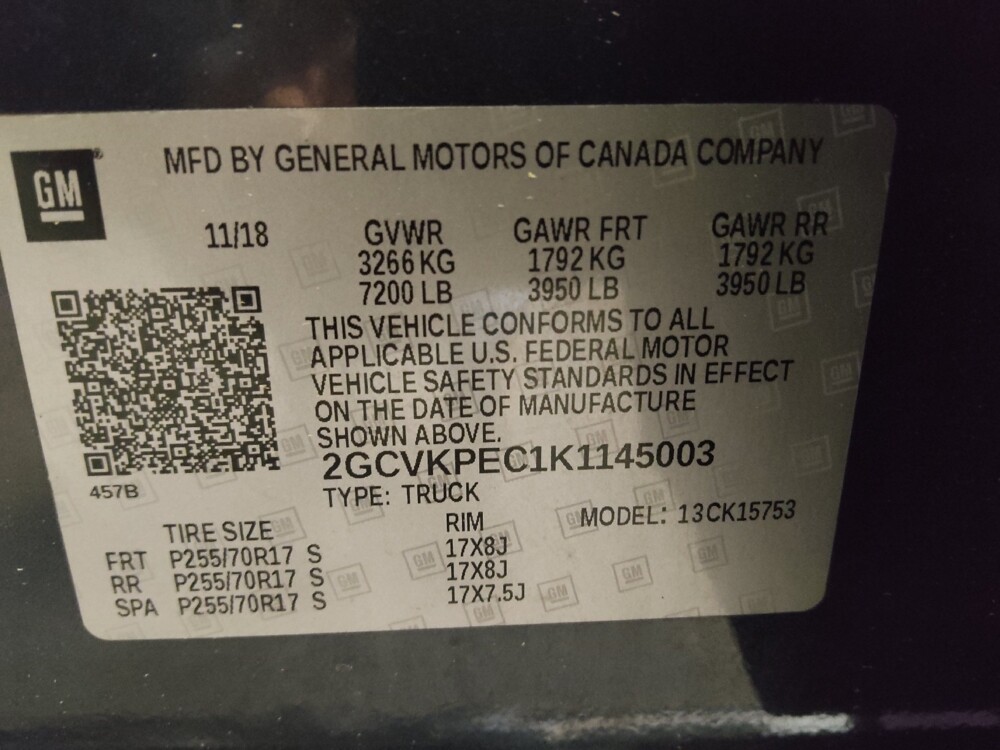 GM
MFD BY GENERAL MOTORS OF CANADA COMPANY
11/18 GVWR GAWR FRT GAWR RR
3266 KG 1792 KG 1792 KG
7200 LB 3950 LB 3950 LB
THIS VEHICLE CONFORMS TO ALL
APPLICABLE U.S. FEDERAL MOTOR
VEHICLE SAFETY STANDARDS IN EFFECT
ON THE DATE OF MANUFACTURE
SHOWN ABOVE.
2GCVKPEC1K1145003
457B
TYPE: TRUCK
TIRE SIZE RIM MODEL: 13CK15753
FRT P255/70R17 S 17X8J
RR P255/70R17 S 17X8J
SPA P255/70R17 S 17X7.5J